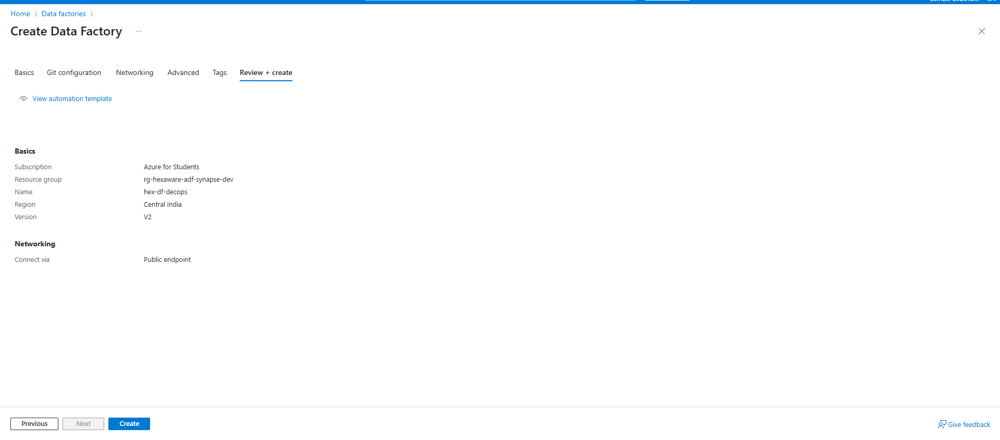 Home > Data factories >
Create Data Factory ...
Basics Git configuration Networking Advanced Tags Review + create
View automation template
Basics
Subscription Azure for Students
Resource group rg-hexaware-adf-synapse-dev
Name hex-df-decops
Region Central India
Version V2
Networking
Connect via Public endpoint
Previous Next Create
Give feedback